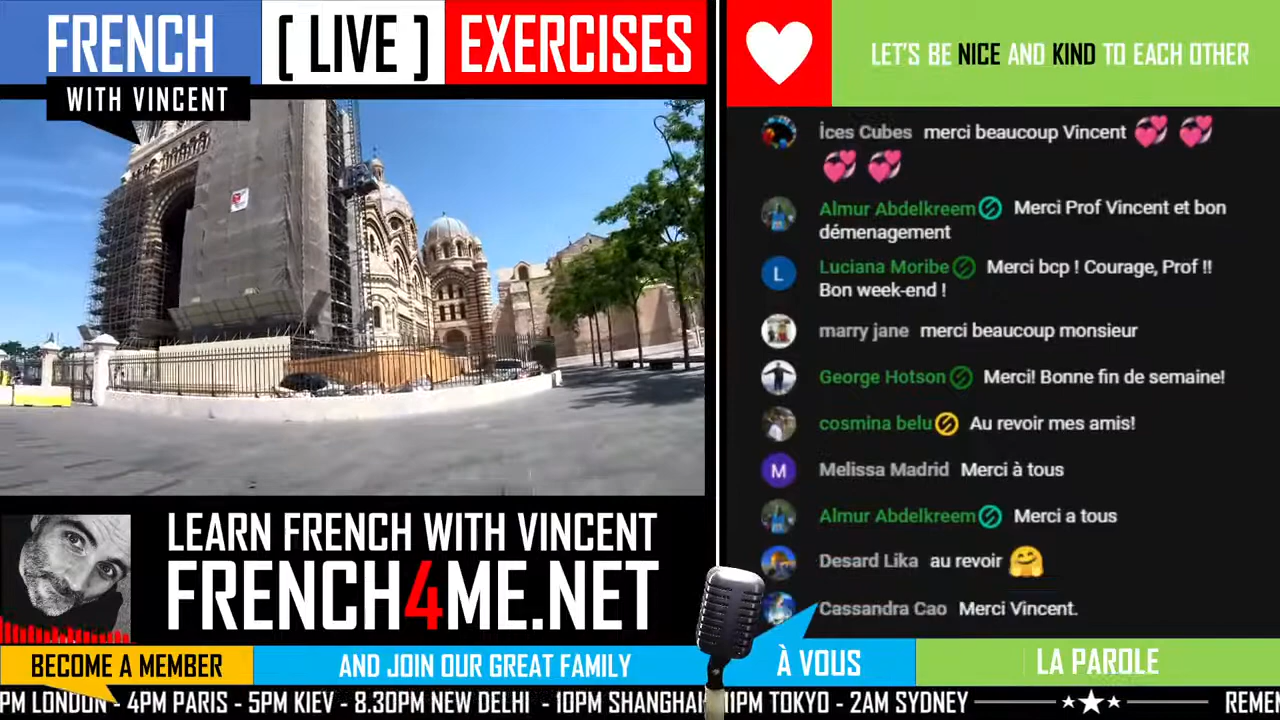 FRENCH
[ LIVE ]
EXERCISES
WITH VINCENT
LET'S BE NICE AND KIND TO EACH OTHER
İces Cubes merci beaucoup Vincent
Almur Abdelkreem Merci Prof Vincent et bon
démenagement
L Luciana Moribe Merci bcp ! Courage, Prof !!
Bon week-end !
marry jane merci beaucoup monsieur
George Hotson Merci! Bonne fin de semaine!
cosmina belu Au revoir mes amis!
M Melissa Madrid Merci à tous
Almur Abdelkreem Merci a tous
Desard Lika au revoir
Cassandra Cao Merci Vincent.
LEARN FRENCH WITH VINCENT
FRENCH4ME.NET
BECOME A MEMBER
AND JOIN OUR GREAT FAMILY
À VOUS
LA PAROLE
PM LONDON - 4PM PARIS - 5PM KIEV - 8.30PM NEW DELHI - 10PM SHANGHAI 11PM TOKYO - 2AM SYDNEY REME